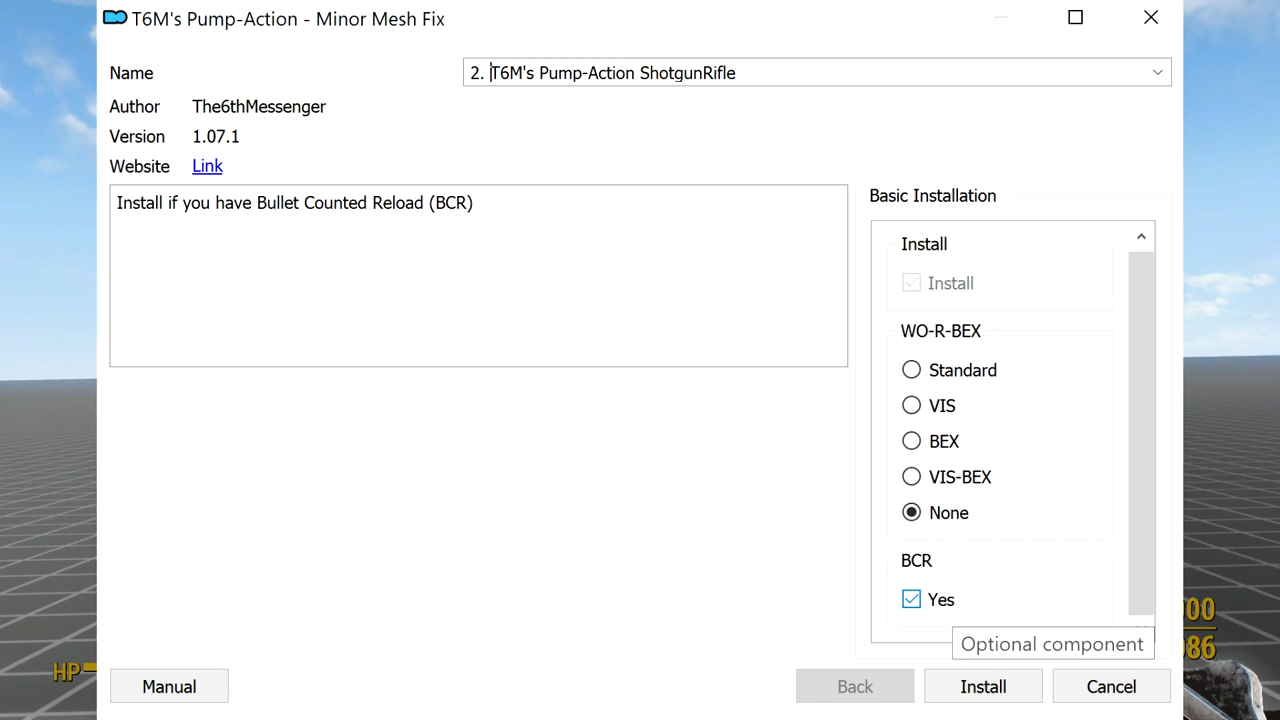 T6M's Pump-Action - Minor Mesh Fix
Name
2. T6M's Pump-Action ShotgunRifle
Author The6thMessenger
Version 1.07.1
Website Link
Install if you have Bullet Counted Reload (BCR)
Basic Installation
Install
Install
WO-R-BEX
Standard
VIS
BEX
VIS-BEX
None
BCR
Yes
Optional component
HP
86
Manual
Back
Install
Cancel